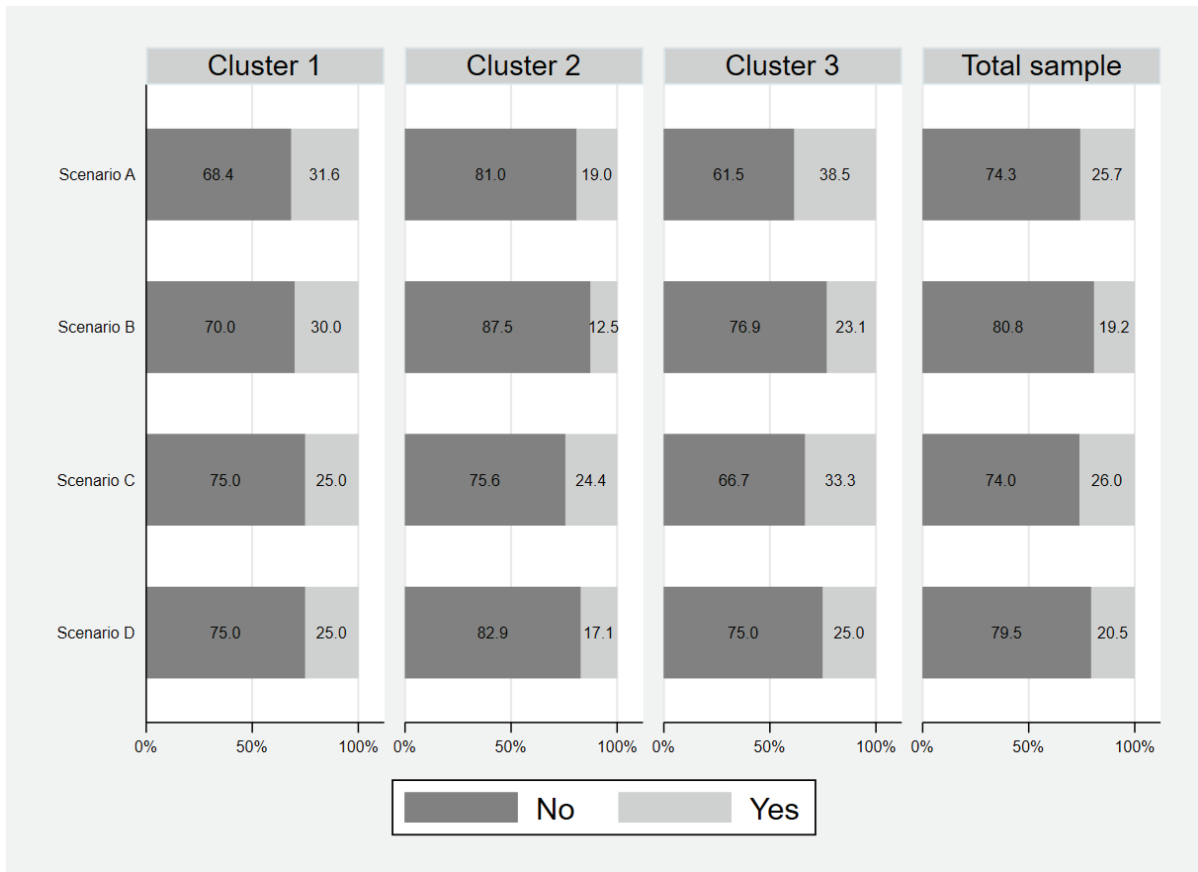 Cluster 1 Cluster 2 Cluster 3 Total sample
Scenario A 68.4 31.6 81.0 19.0 61.5 38.5 74.3 25.7
Scenario B 70.0 30.0 87.5 12.5 76.9 23.1 80.8 19.2
Scenario C 75.0 25.0 75.6 24.4 66.7 33.3 74.0 26.0
Scenario D 75.0 25.0 82.9 17.1 75.0 25.0 79.5 20.5
0% 50% 100% 0% 50% 100% 0% 50% 100% 0% 50% 100%
No Yes